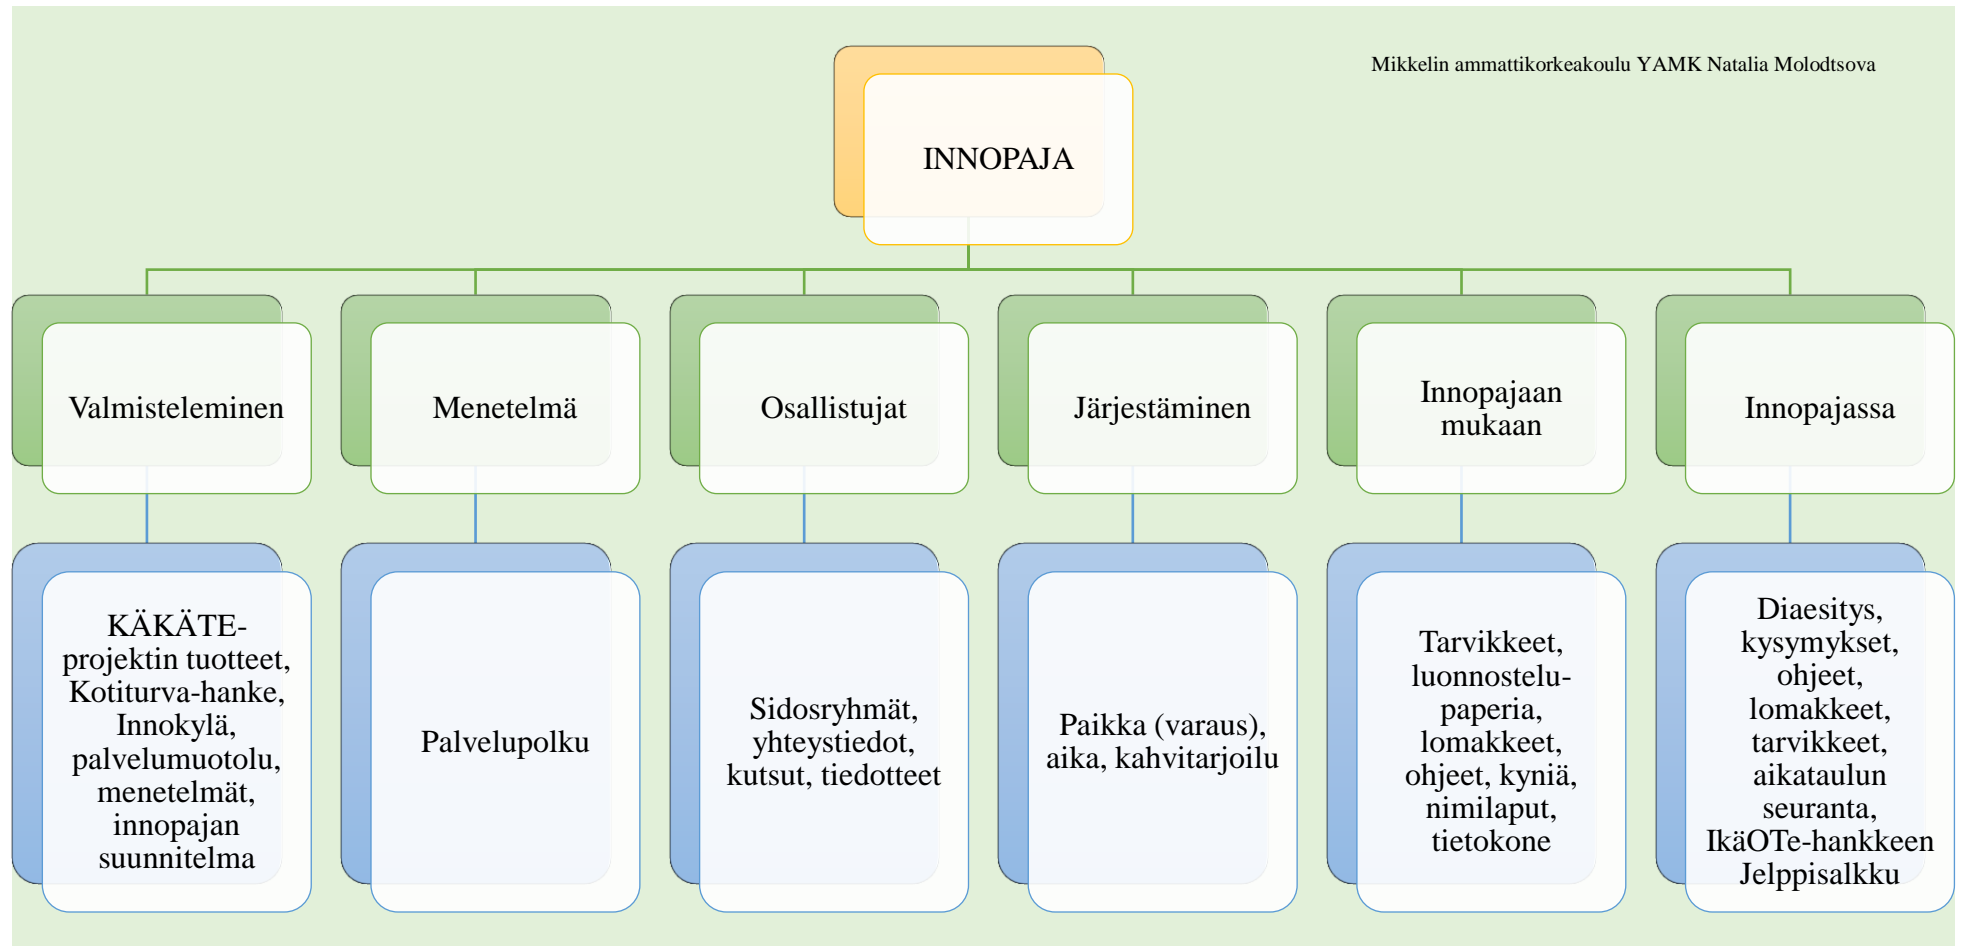 Mikkelin ammattikorkeakoulu YAMK Natalia Molodtsova
INNOPAJA
Valmisteleminen
Menetelmä
Osallistujat
Järjestäminen
Innopajaan
mukaan
Innopajassa
KÄKÄTE-
projektin tuotteet,
Kotiturva-hanke,
Innokylä,
palvelumuotolu,
menetelmät,
innopajan
suunnitelma
Palvelupolku
Sidosryhmät,
yhteystiedot,
kutsut, tiedotteet
Paikka (varaus),
aika, kahvitarjoilu
Tarvikkeet,
luonnostelu-
paperia,
lomakkeet,
ohjeet, kyniä,
nimilaput,
tietokone
Diaesitys,
kysymykset,
ohjeet,
lomakkeet,
tarvikkeet,
aikataulun
seuranta,
IkäOTe-hankkeen
Jelppisalkku